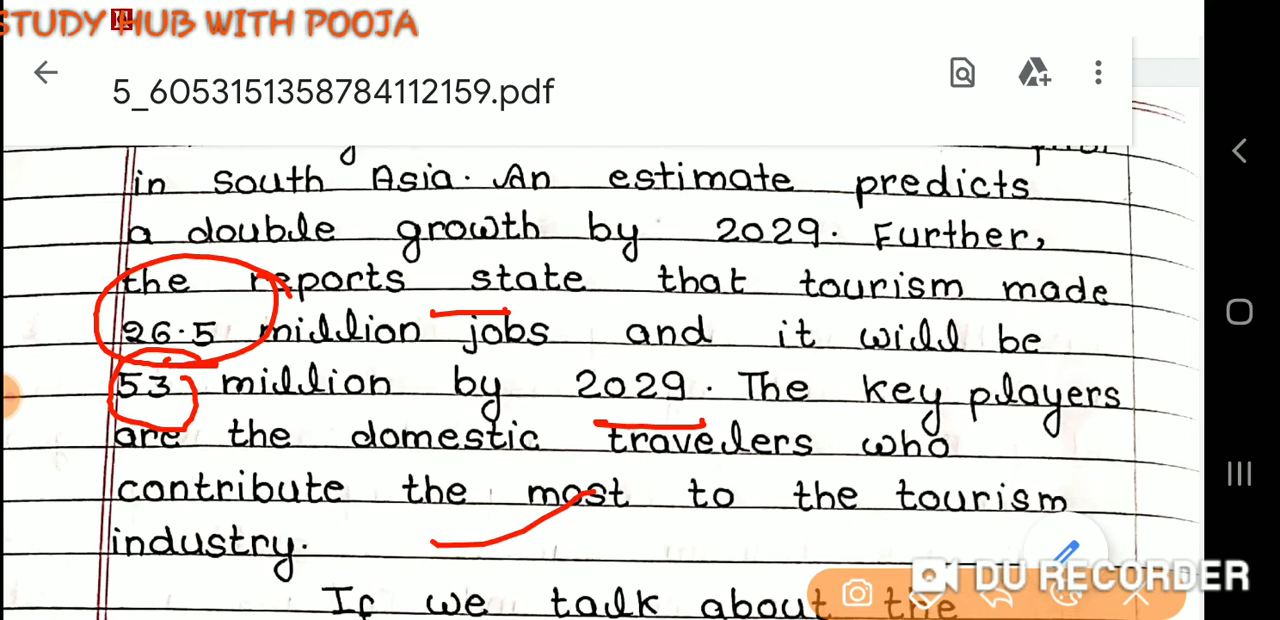 STUDY HUB WITH POOJA
5_6053151358784112159.pdf
in South Asia. An estimate predicts
a double growth by 2029. Further,
the reports state that tourism made
26.5 million jobs and it will be
53 million by 2029. The key players
are the domestic travelers who
contribute the most to the tourism
industry.
If we talk about the
DU RECORDER